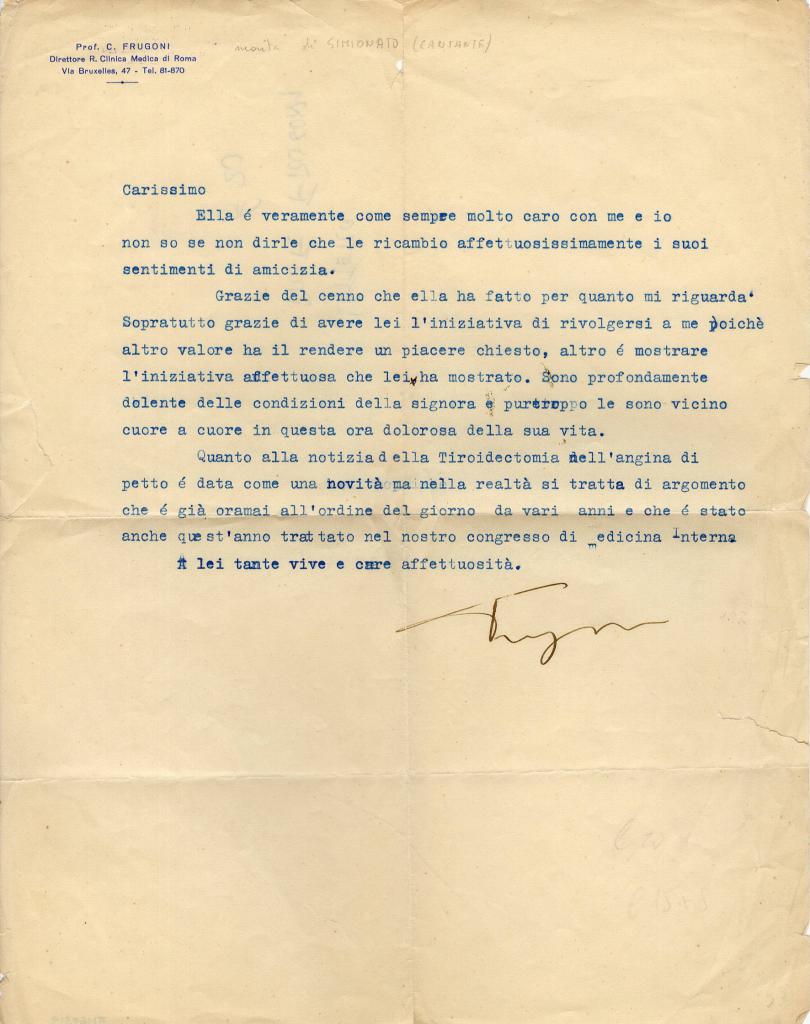 Prof. C. FRUGONI
Direttore R. Clinica Medica di Roma
Via Bruxelles, 47 - Tel. 81-870
di SIMIONATO (CANTANTE)
Carissimo
Ella é veramente come sempre molto caro con me e io
non so se non dirle che le ricambio affettuosissimamente i suoi
sentimenti di amicizia.
Grazie del cenno che ella ha fatto per quanto mi riguarda.
Sopratutto grazie di avere lei l'iniziativa di rivolgersi a me poichè
altro valore ha il rendere un piacere chiesto, altro é mostrare
l'iniziativa affettuosa che lei ha mostrato. Sono profondamente
dolente delle condizioni della signora e purtroppo le sono vicino
cuore a cuore in questa ora dolorosa della sua vita.
Quanto alla notizia della Tiroidectomia nell'angina di
petto é data come una novità ma nella realtà si tratta di argomento
che é già oramai all'ordine del giorno da vari anni e che é stato
anche quest'anno trattato nel nostro congresso di medicina Interna
A lei tante vive e care affettuosità.